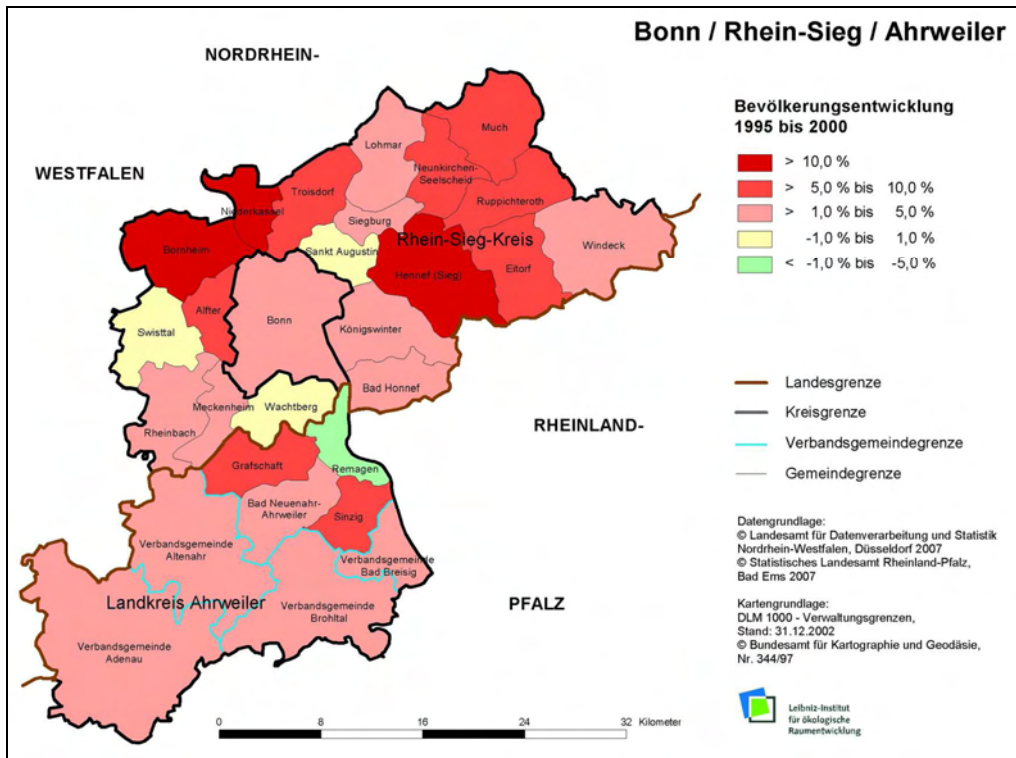 Bonn / Rhein-Sieg / Ahrweiler
NORDRHEIN-
WESTFALEN
Bevölkerungsentwicklung
1995 bis 2000
> 10,0 %
> 5,0 % bis 10,0 %
> 1,0 % bis 5,0 %
-1,0 % bis 1,0 %
< -1,0 % bis -5,0 %
Much
Lohmar
Neunkirchen-
Seelscheid
Troisdorf
Ruppichteroth
Niederkassel
Siegburg
Rhein-Sieg-Kreis
Windeck
Bornheim
Sankt Augustin
Hennef (Sieg)
Eitorf
Alfter
Bonn
Swisttal
Königswinter
Bad Honnef
Meckenheim
Wachtberg
Rheinbach
RHEINLAND-
Grafschaft
Remagen
Bad Neuenahr-
Ahrweiler
Sinzig
Verbandsgemeinde
Altenahr
Verbandsgemeinde
Bad Breisig
Landkreis Ahrweiler
Verbandsgemeinde
Brohltal
PFALZ
Verbandsgemeinde
Adenau
Landesgrenze
Kreisgrenze
Verbandsgemeindegrenze
Gemeindegrenze
Datengrundlage:
© Landesamt für Datenverarbeitung und Statistik
Nordrhein-Westfalen, Düsseldorf 2007
© Statistisches Landesamt Rheinland-Pfalz,
Bad Ems 2007
Kartengrundlage:
DLM 1000 - Verwaltungsgrenzen,
Stand: 31.12.2002
© Bundesamt für Kartographie und Geodäsie,
Nr. 344/97
0 8 16 24 32 Kilometer
Leibniz-Institut
für ökologische
Raumentwicklung